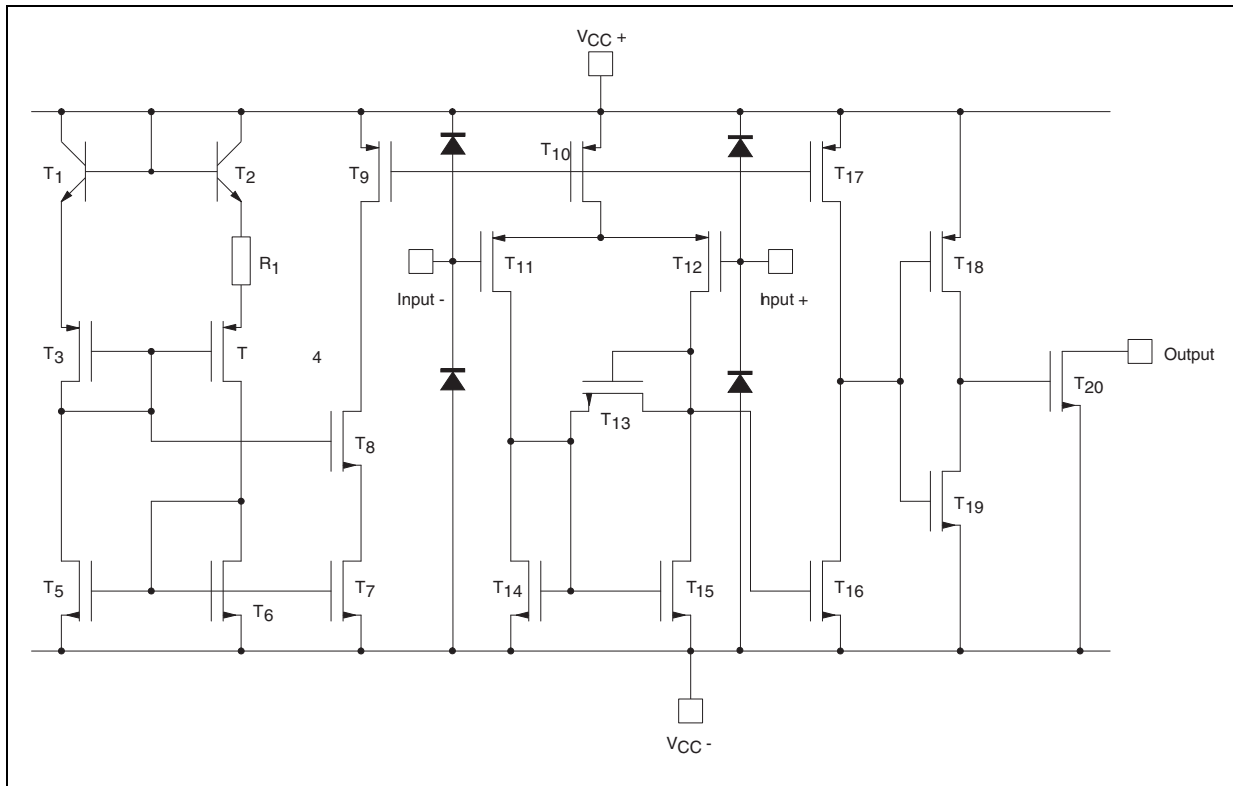 VCC +
T1
T2
T9
T10
T17
R1
T11
T12
T18
Input -
Input +
T3
T
4
Output
T20
T13
T8
T19
T5
T6
T7
T14
T15
T16
VCC -